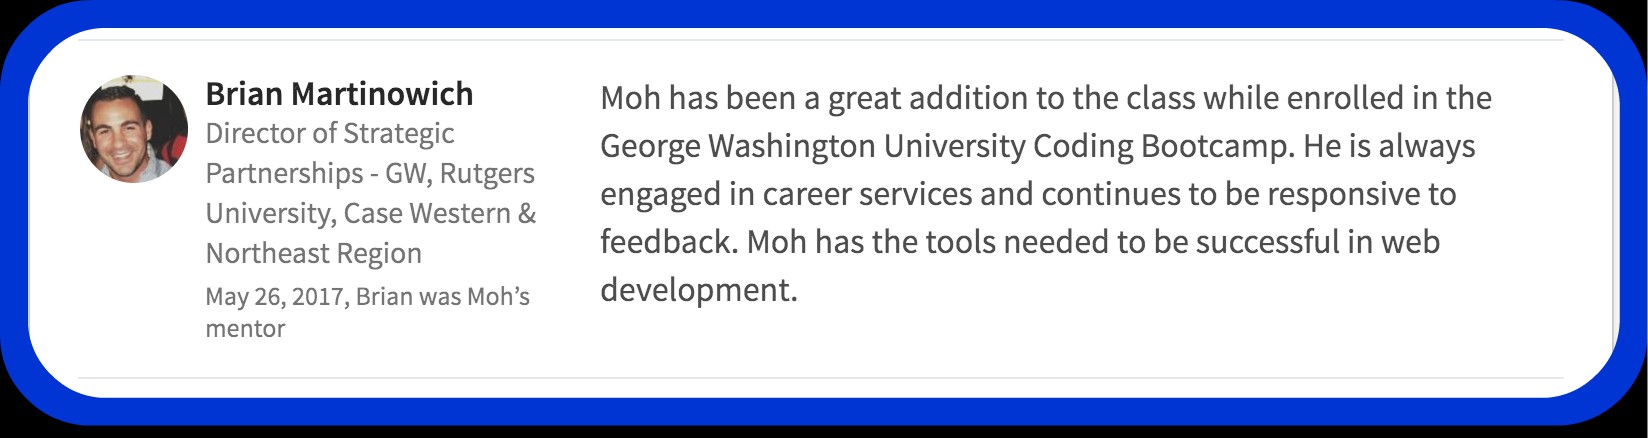 Brian Martinowich
Director of Strategic
Partnerships - GW, Rutgers
University, Case Western &
Northeast Region
May 26, 2017, Brian was Moh’s
mentor
Moh has been a great addition to the class while enrolled in the
George Washington University Coding Bootcamp. He is always
engaged in career services and continues to be responsive to
feedback. Moh has the tools needed to be successful in web
development.